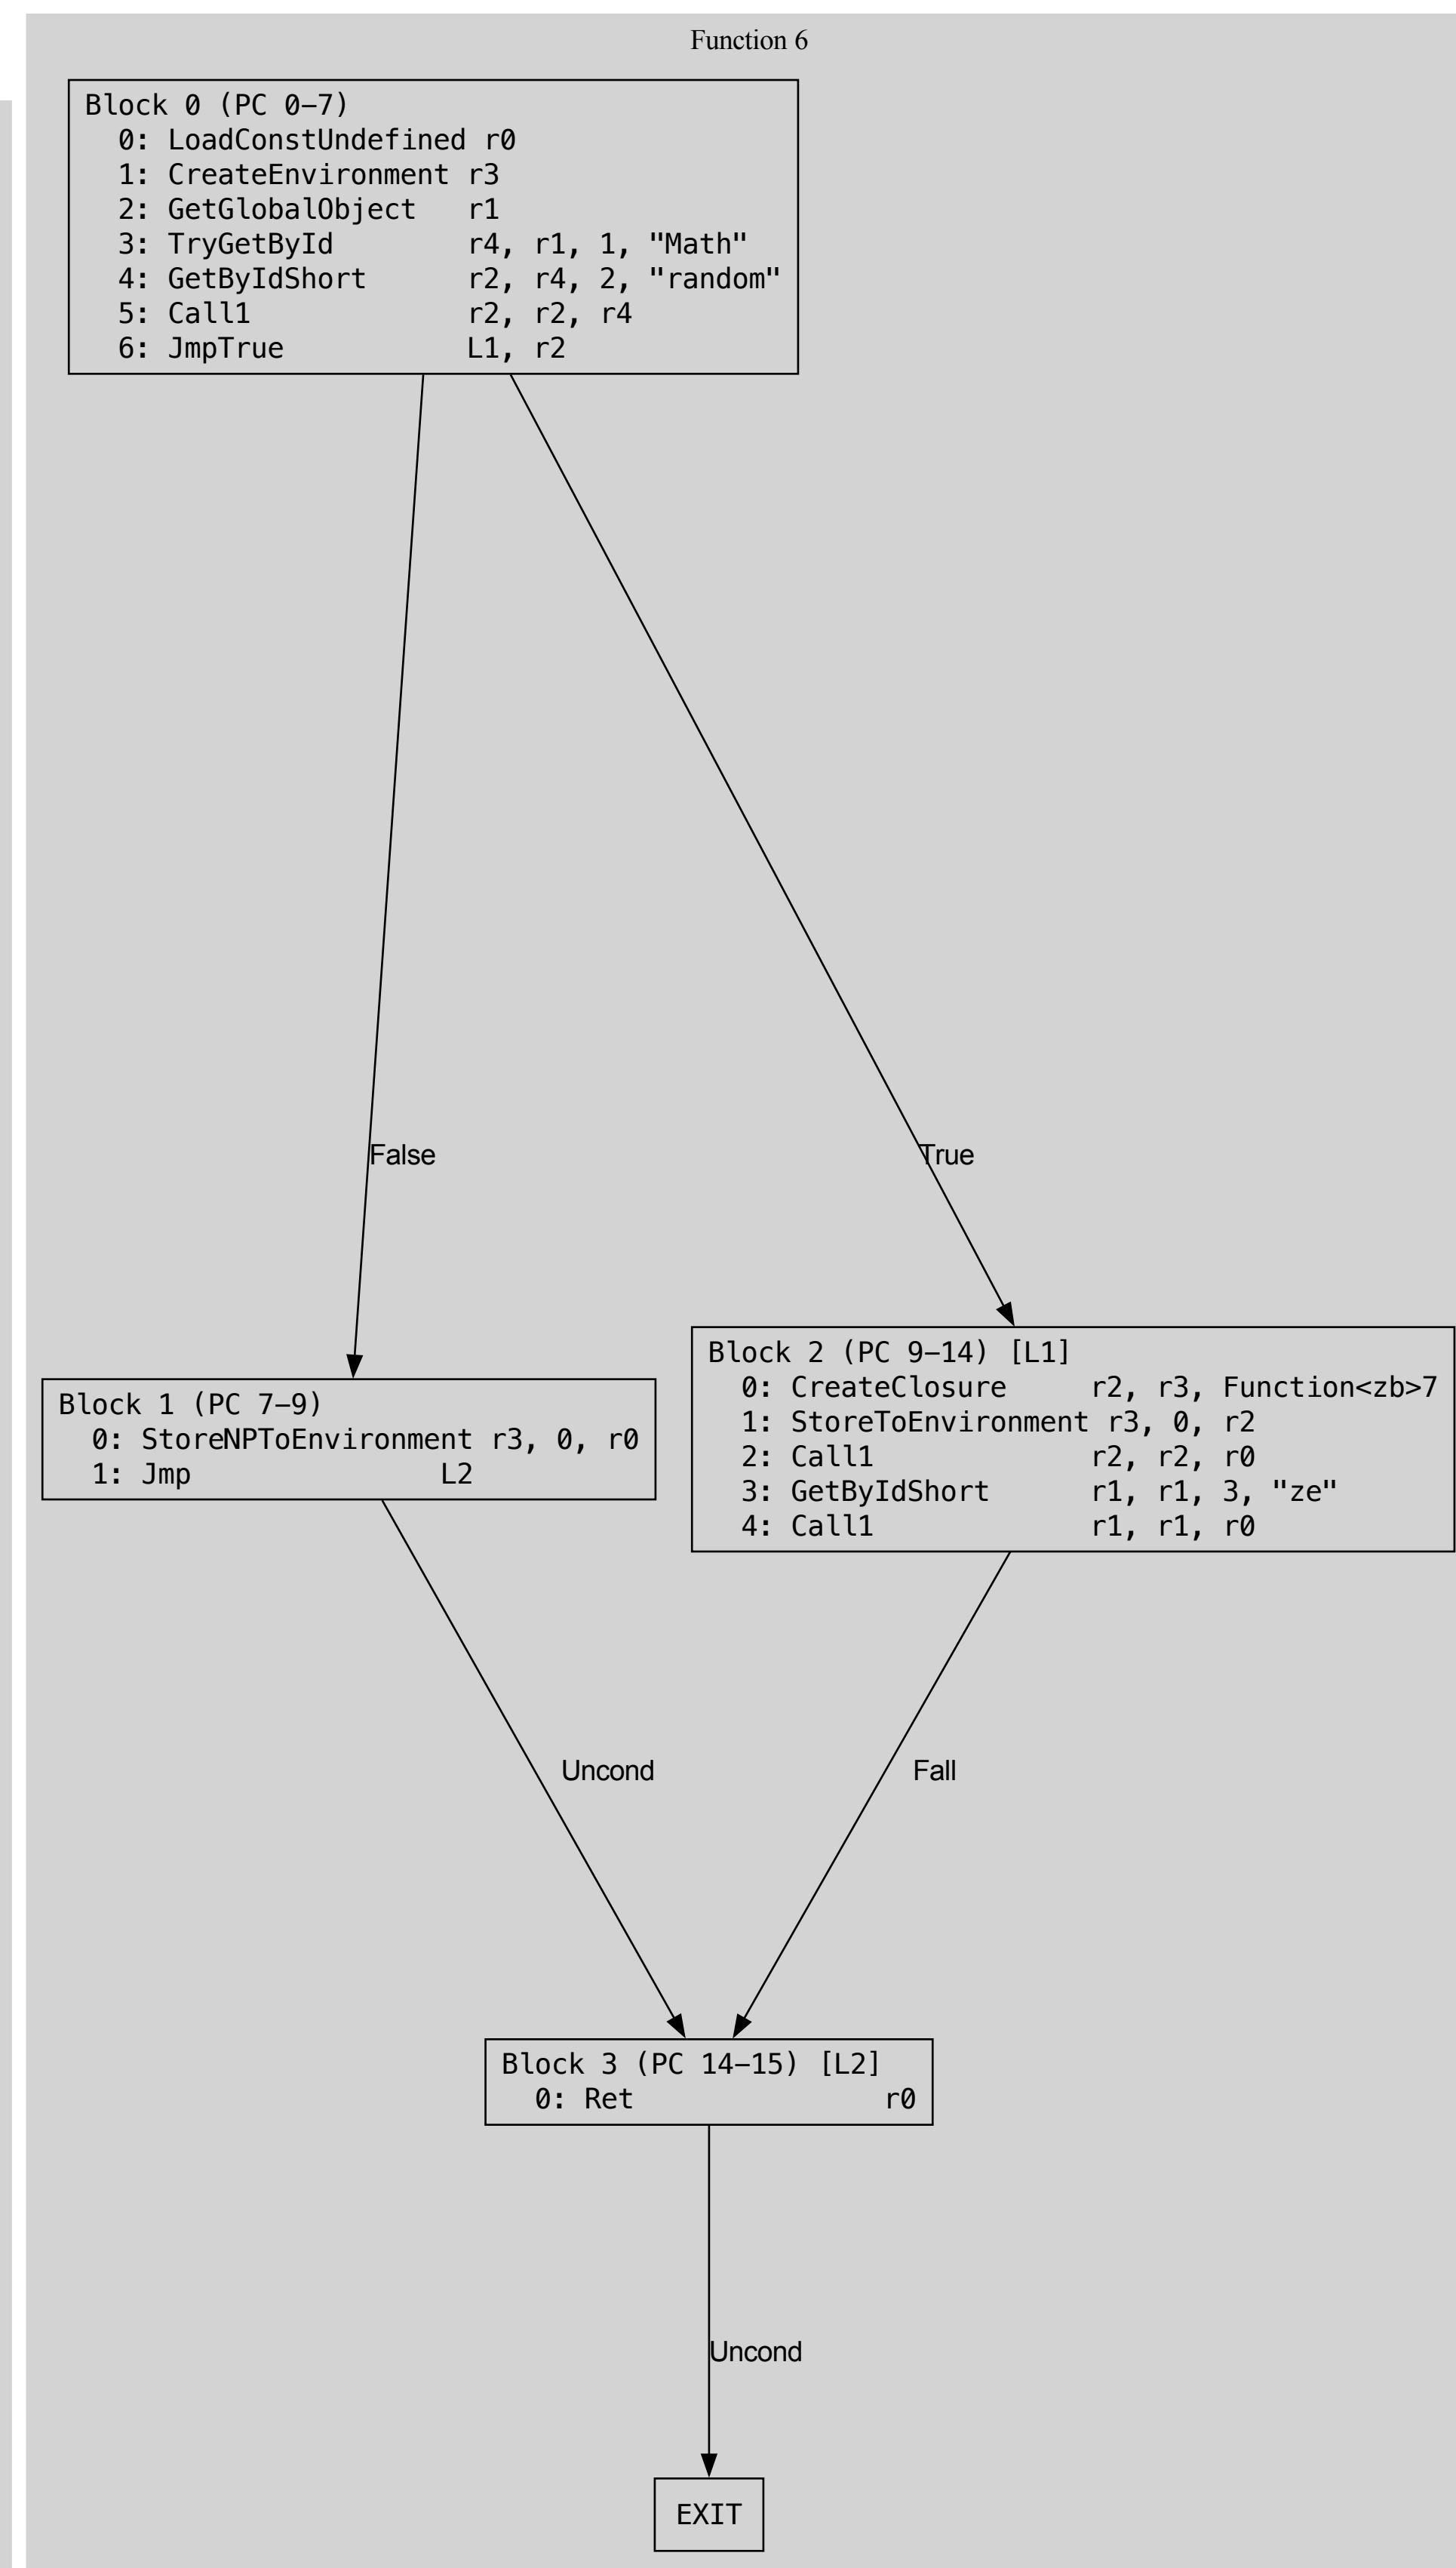 Function 6
Block 0 (PC 0–7)
0: LoadConstUndefined r0
1: CreateEnvironment r3
2: GetGlobalObject   r1
3: TryGetById        r4, r1, 1, "Math"
4: GetByIdShort      r2, r4, 2, "random"
5: Call1             r2, r2, r4
6: JmpTrue           L1, r2
False
True
Block 2 (PC 9–14) [L1]
0: CreateClosure     r2, r3, Function<zb>7
1: StoreToEnvironment r3, 0, r2
2: Call1             r2, r2, r0
3: GetByIdShort      r1, r1, 3, "ze"
4: Call1             r1, r1, r0
Block 1 (PC 7–9)
0: StoreNPToEnvironment r3, 0, r0
1: Jmp               L2
Uncond
Fall
Block 3 (PC 14–15) [L2]
0: Ret               r0
Uncond
EXIT